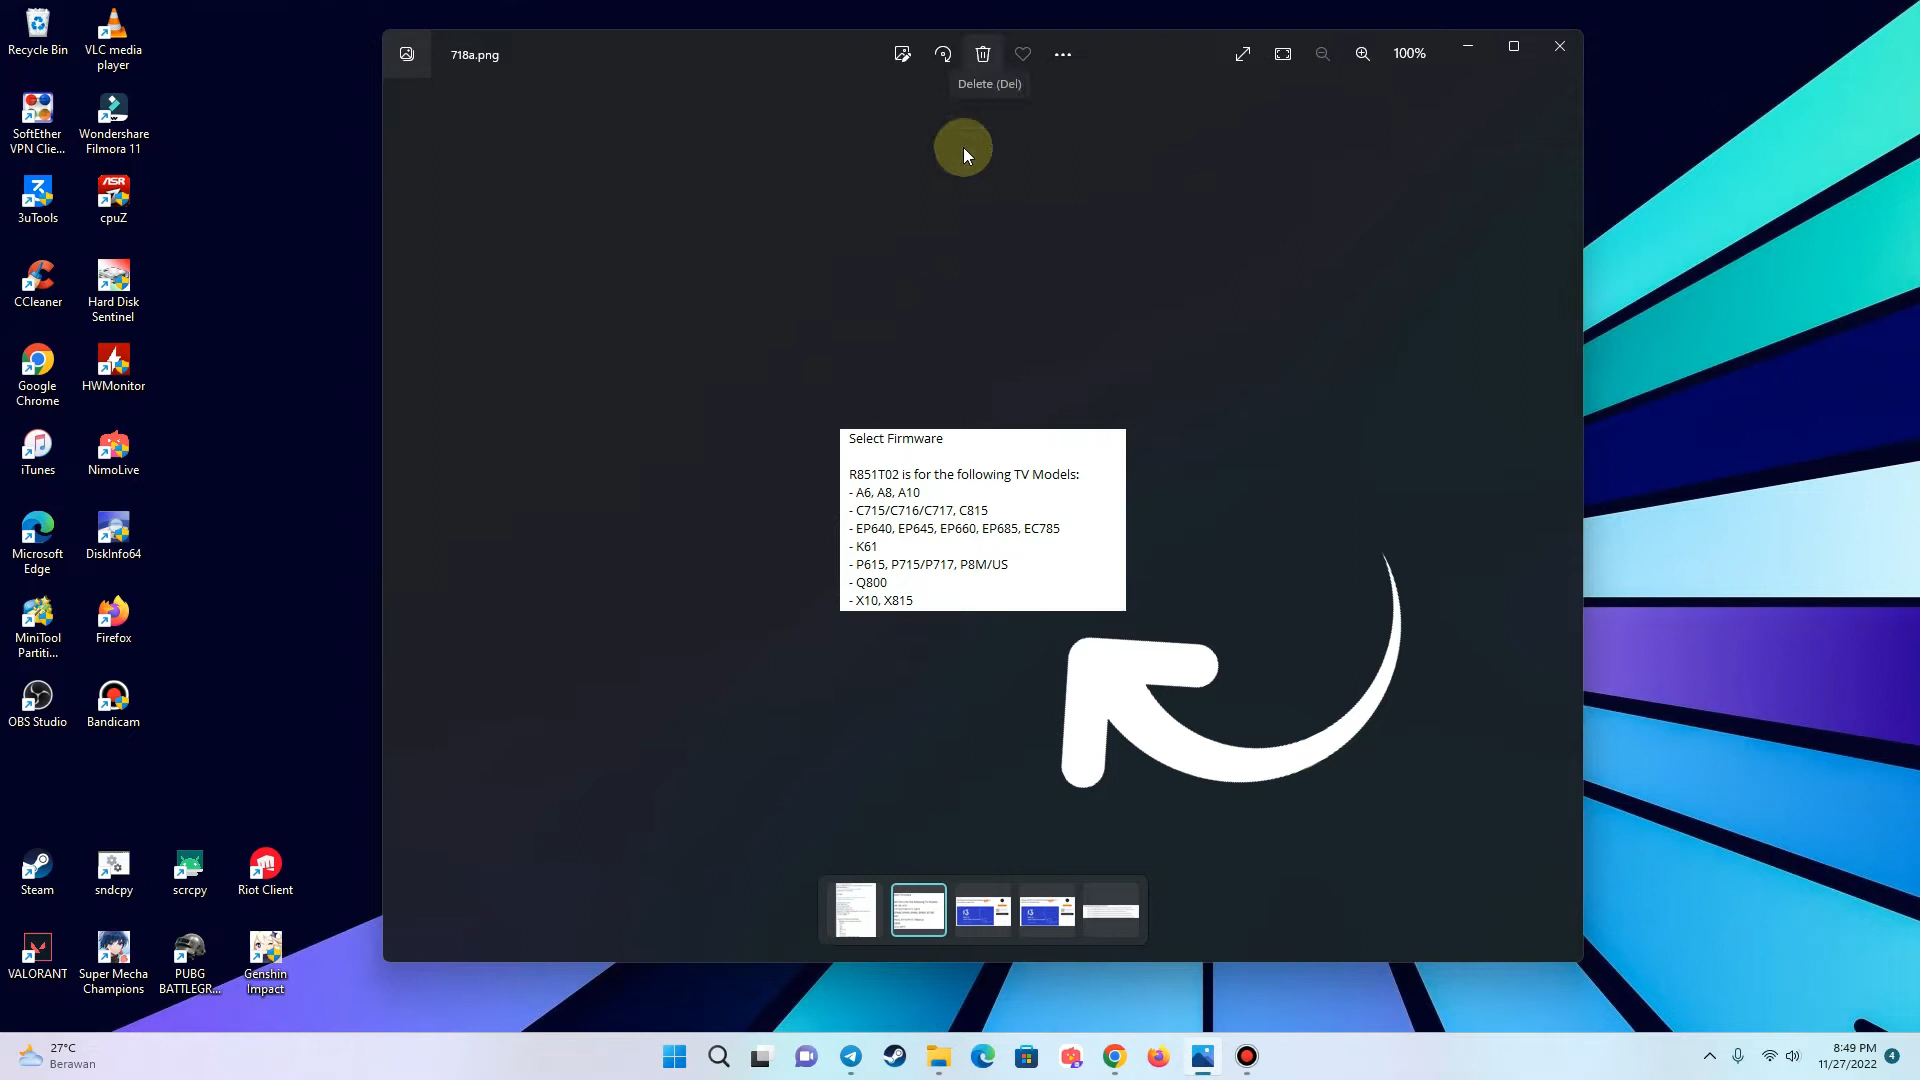 Recycle Bin
VLC media
player
SoftEther
VPN Clie...
Wondershare
Filmora 11
3uTools
cpuZ
CCleaner
Hard Disk
Sentinel
Google
Chrome
HWMonitor
iTunes
NimoLive
Microsoft
Edge
DiskInfo64
MiniTool
Partiti...
Firefox
OBS Studio
Bandicam
Steam
sndcpy
scrcpy
Riot Client
VALORANT
Super Mecha
Champions
PUBG
BATTLEGR...
Genshin
Impact
718a.png
100%
Delete (Del)
Select Firmware
R851T02 is for the following TV Models:
- A6, A8, A10
- C715/C716/C717, C815
- EP640, EP645, EP660, EP685, EC785
- K61
- P615, P715/P717, P8M/US
- Q800
- X10, X815
27°C
Berawan
8:49 PM
11/27/2022
4